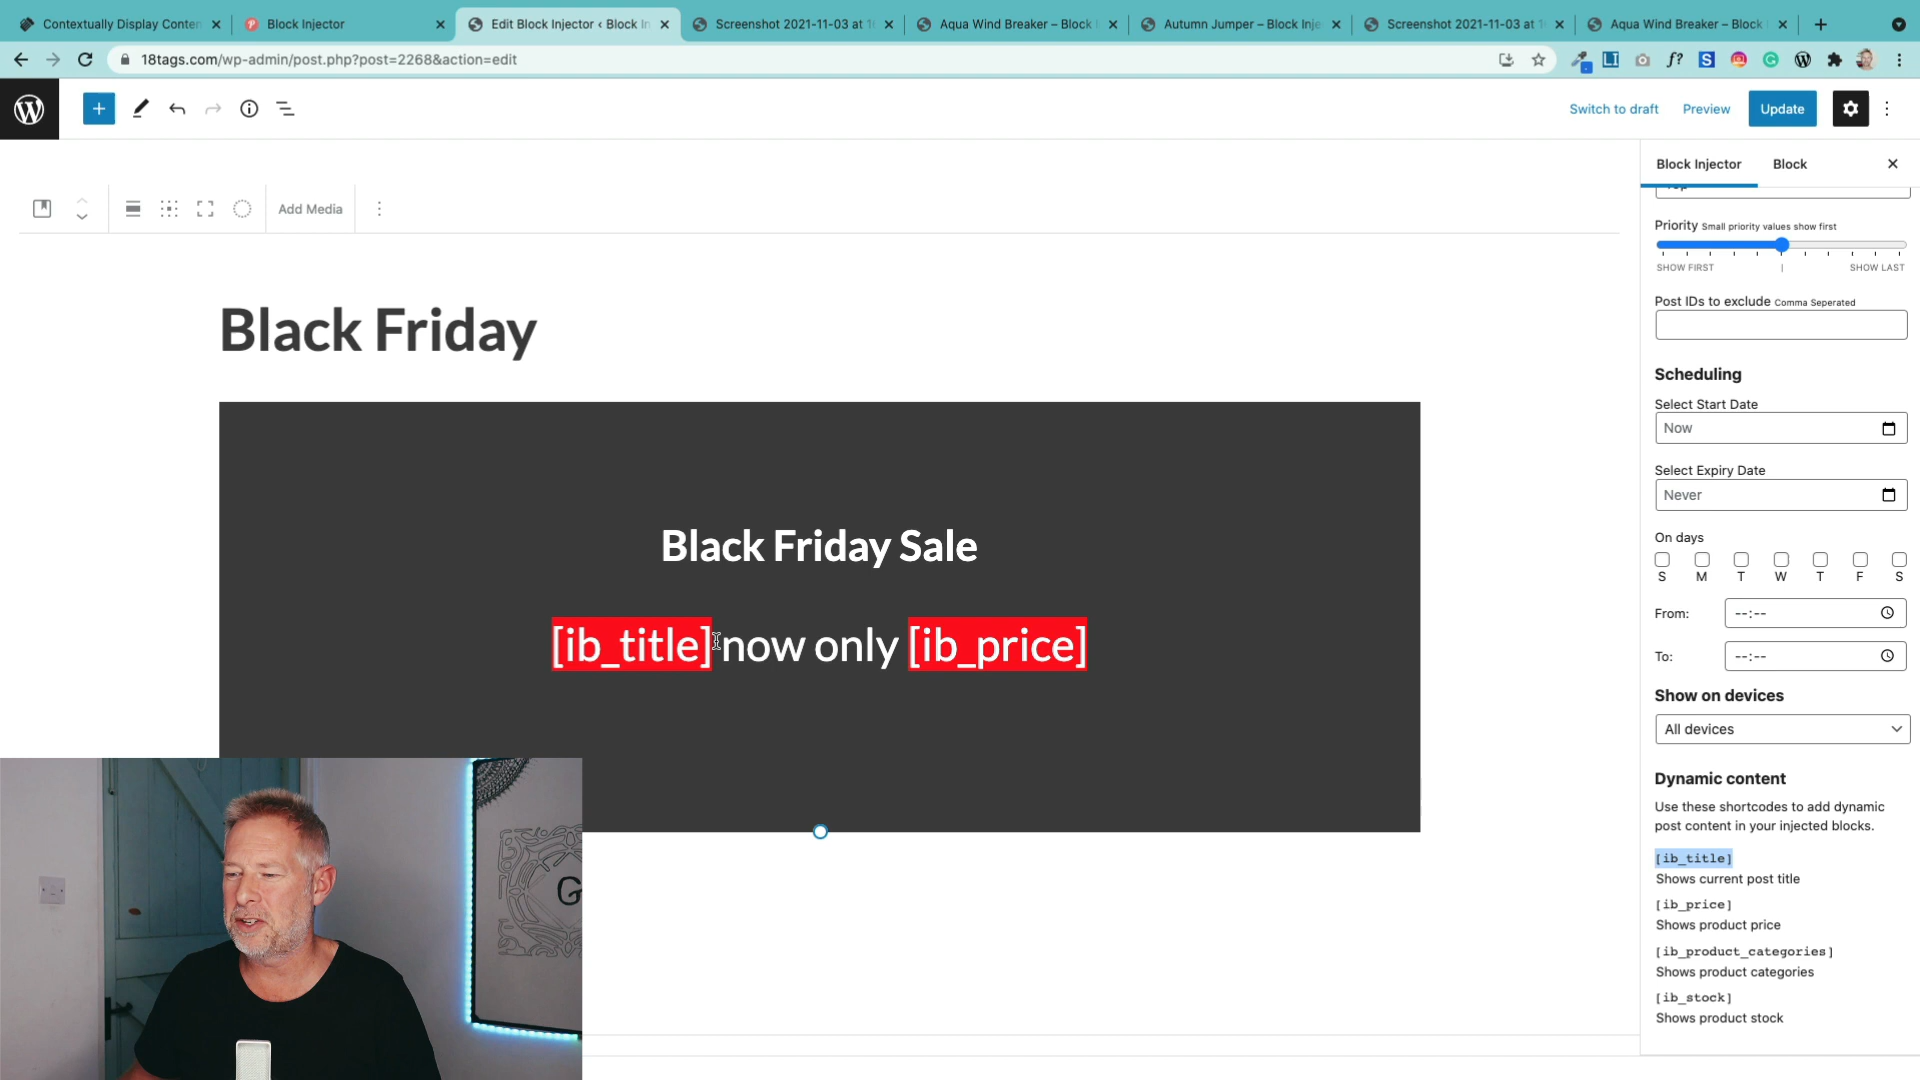 Contextually Display Conten
Block Injector
Edit Block Injector ‹ Block In
Screenshot 2021-11-03 at 1
Aqua Wind Breaker – Block
Autumn Jumper – Block Inje
Screenshot 2021-11-03 at 1
Aqua Wind Breaker – Block
18tags.com/wp-admin/post.php?post=2268&action=edit
Switch to draft
Preview
Update
Block Injector
Block
Add Media
Black Friday
Black Friday Sale
[ib_title] now only [ib_price]
Priority Small priority values show first
SHOW FIRST | SHOW LAST
Post IDs to exclude Comma Seperated
Scheduling
Select Start Date
Now
Select Expiry Date
Never
On days
S M T W T F S
From: --:--
To: --:--
Show on devices
All devices
Dynamic content
Use these shortcodes to add dynamic
post content in your injected blocks.
[ib_title]
Shows current post title
[ib_price]
Shows product price
[ib_product_categories]
Shows product categories
[ib_stock]
Shows product stock